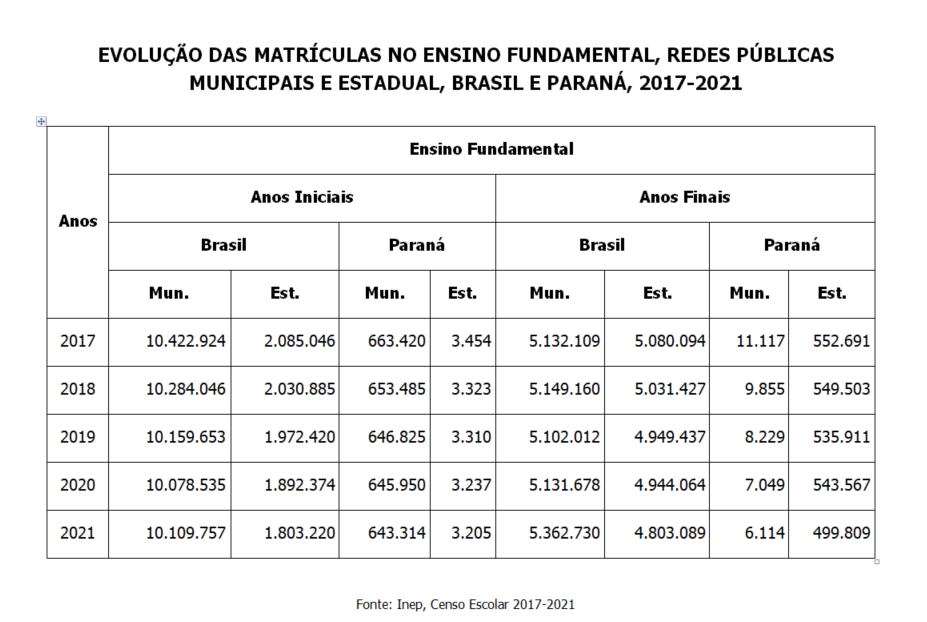 EVOLUÇÃO DAS MATRÍCULAS NO ENSINO FUNDAMENTAL, REDES PÚBLICAS
MUNICIPAIS E ESTADUAL, BRASIL E PARANÁ, 2017-2021
Anos
Ensino Fundamental
Anos Iniciais Anos Finais
Brasil Paraná Brasil Paraná
Mun. Est. Mun. Est. Mun. Est. Mun. Est.
2017 10.422.924 2.085.046 663.420 3.454 5.132.109 5.080.094 11.117 552.691
2018 10.284.046 2.030.885 653.485 3.323 5.149.160 5.031.427 9.855 549.503
2019 10.159.653 1.972.420 646.825 3.310 5.102.012 4.949.437 8.229 535.911
2020 10.078.535 1.892.374 645.950 3.237 5.131.678 4.944.064 7.049 543.567
2021 10.109.757 1.803.220 643.314 3.205 5.362.730 4.803.089 6.114 499.809
Fonte: Inep, Censo Escolar 2017-2021